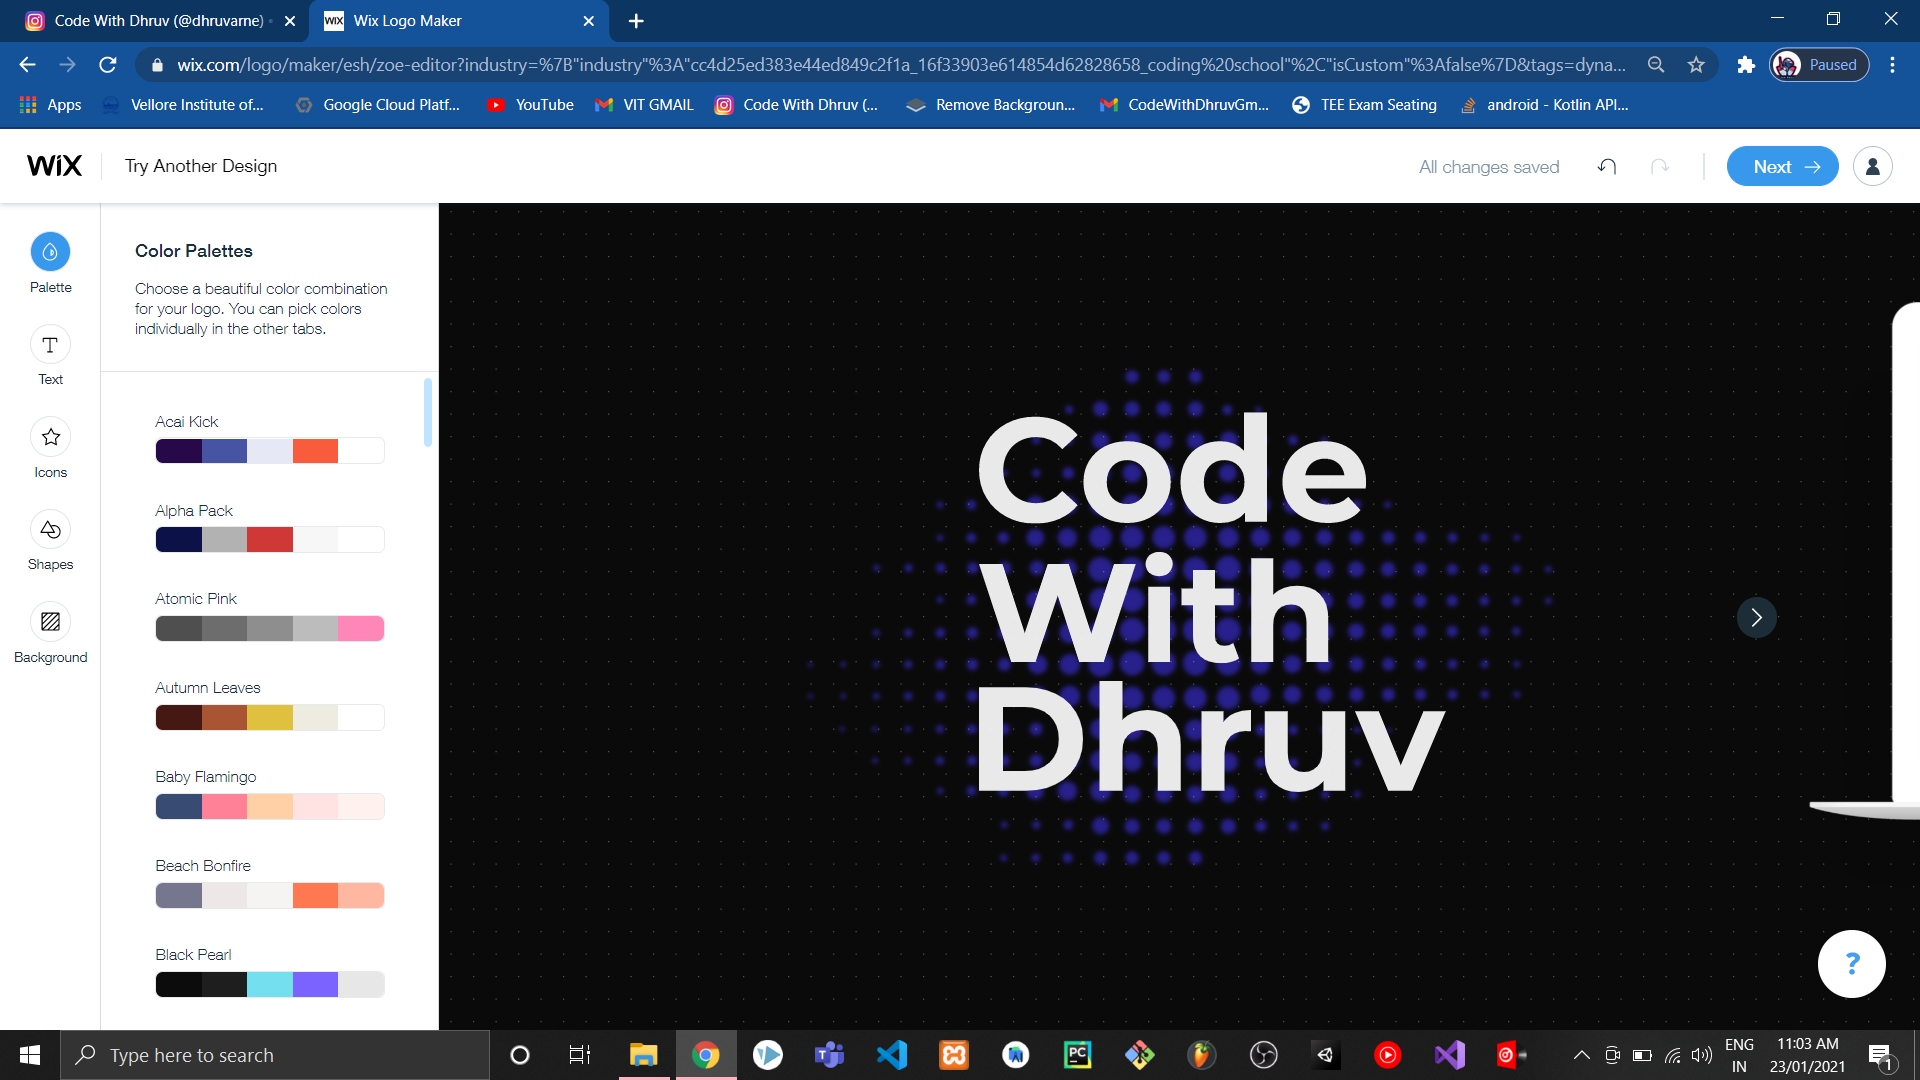 Code With Dhruv (@dhruvarne)
WiX Wix Logo Maker
wix.com/logo/maker/esh/zoe-editor?industry=%7B"industry"%3A"cc4d25ed383e44ed849c2f1a_16f33903e614854d62828658_coding%20school"%2C"isCustom"%3Afalse%7D&tags=dyna...
Paused
Apps
Vellore Institute of...
Google Cloud Platf...
YouTube
VIT GMAIL
Code With Dhruv (...
Remove Backgroun...
CodeWithDhruvGm...
TEE Exam Seating
android - Kotlin API...
WiX
Try Another Design
All changes saved
Next
Palette
Text
Icons
Shapes
Background
Color Palettes
Choose a beautiful color combination
for your logo. You can pick colors
individually in the other tabs.
Acai Kick
Alpha Pack
Atomic Pink
Autumn Leaves
Baby Flamingo
Beach Bonfire
Black Pearl
Code
With
Dhruv
?
Type here to search
PC
ENG
IN
11:03 AM
23/01/2021
1